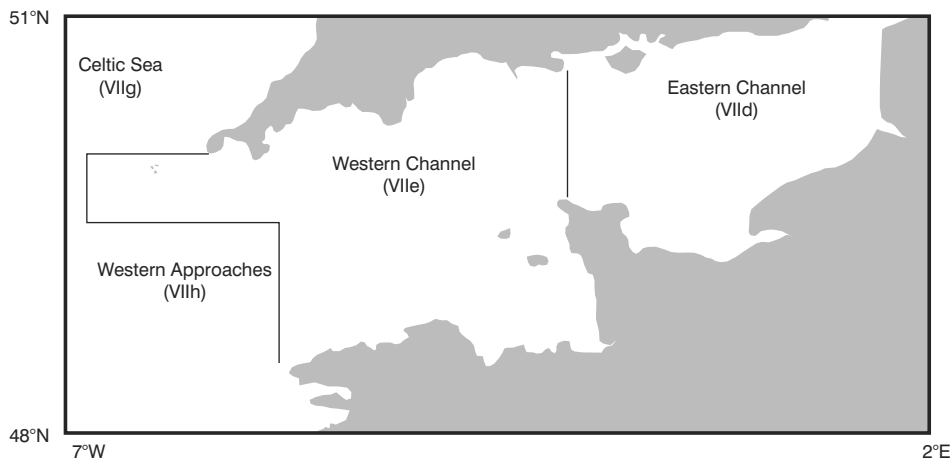 51°N
Celtic Sea
(VIIg)
Eastern Channel
(VIId)
Western Channel
(VIIe)
Western Approaches
(VIIh)
48°N
7°W
2°E